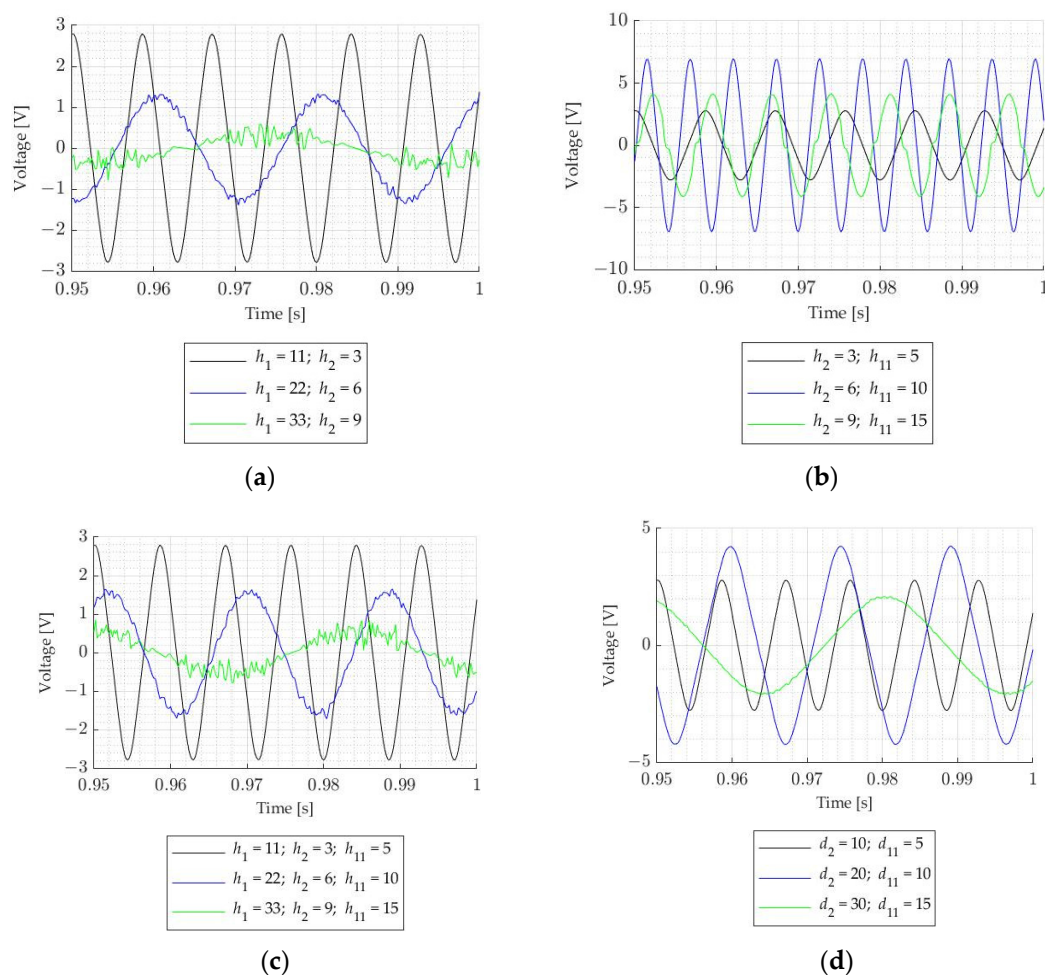 3
2
1
0
−1
−2
−3
Voltage [V]
0.95 0.96 0.97 0.98 0.99 1
Time [s]
h1 = 11; h2 = 3
h1 = 22; h2 = 6
h1 = 33; h2 = 9
(a)
10
5
0
−5
−10
Voltage [V]
0.95 0.96 0.97 0.98 0.99 1
Time [s]
h2 = 3; h11 = 5
h2 = 6; h11 = 10
h2 = 9; h11 = 15
(b)
3
2
1
0
−1
−2
−3
Voltage [V]
0.95 0.96 0.97 0.98 0.99 1
Time [s]
h1 = 11; h2 = 3; h11 = 5
h1 = 22; h2 = 6; h11 = 10
h1 = 33; h2 = 9; h11 = 15
(c)
5
0
−5
Voltage [V]
0.95 0.96 0.97 0.98 0.99 1
Time [s]
d2 = 10; d11 = 5
d2 = 20; d11 = 10
d2 = 30; d11 = 15
(d)